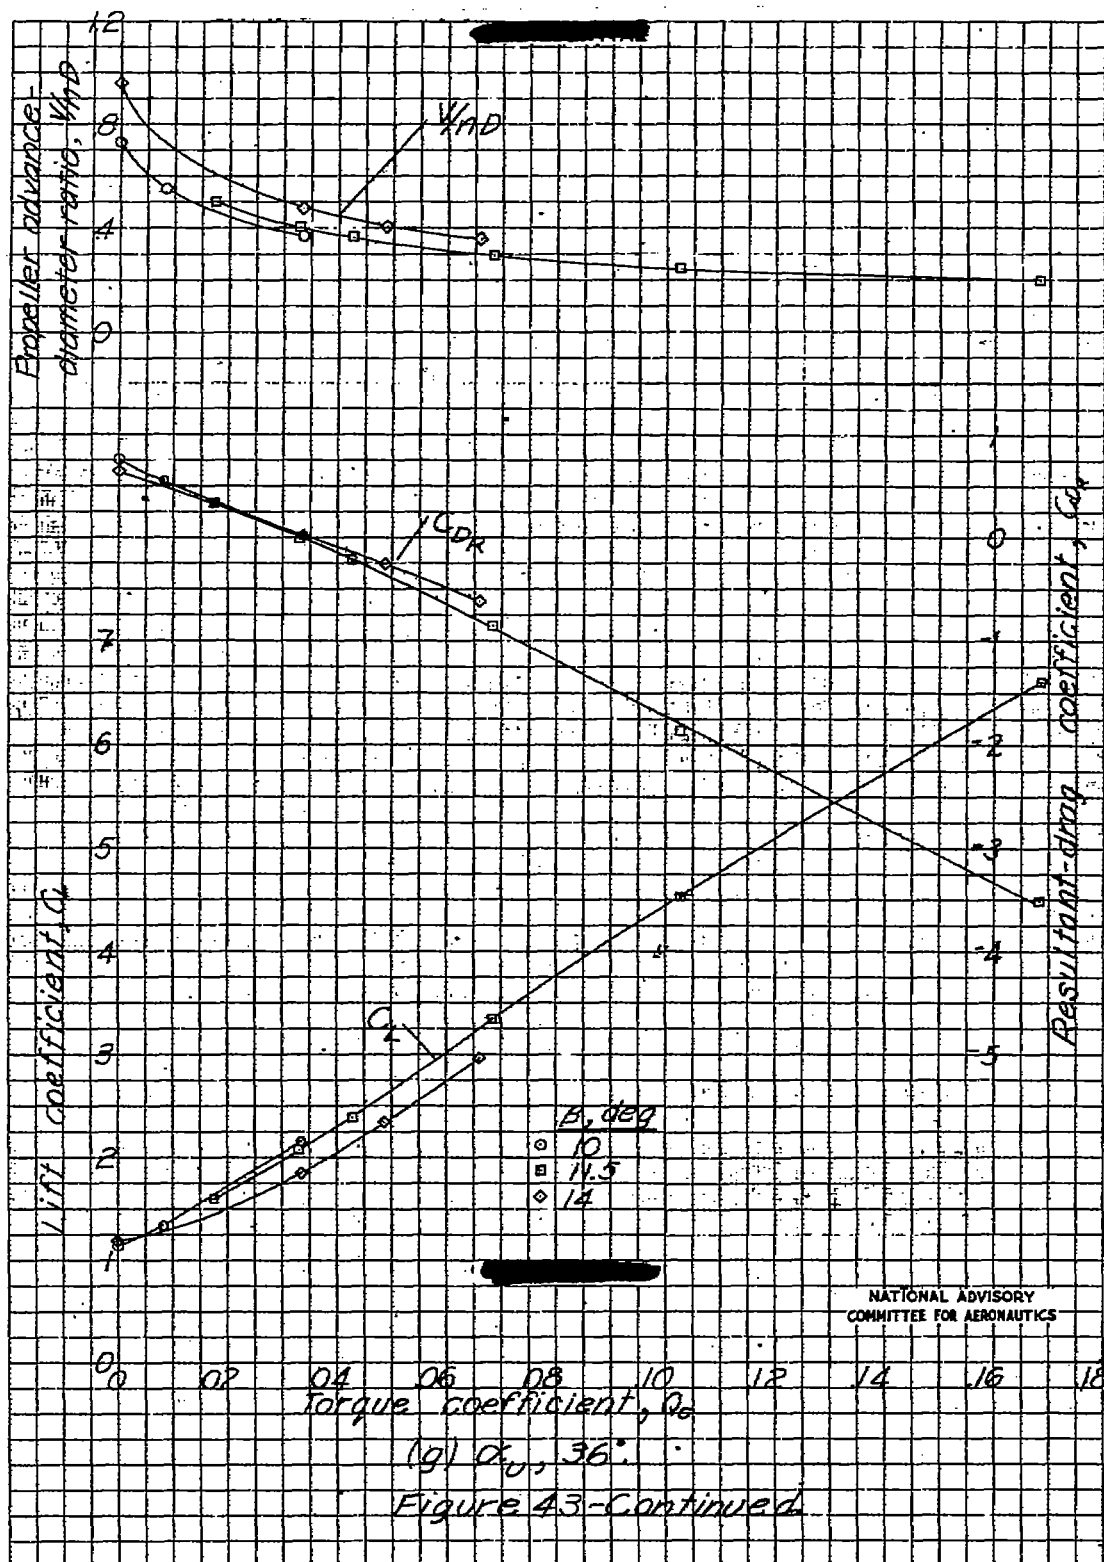 Propeller advance-
diameter ratio, V/nD
1.2
.8
.4
0
V/nD
C_DR
Resultant-drag coefficient, C_DR
1
0
-1
-2
-3
-4
-5
Lift coefficient, C_L
7
6
5
4
3
2
1
0
C_L
β, deg
10
11.5
14
NATIONAL ADVISORY
COMMITTEE FOR AERONAUTICS
0 .02 .04 .06 .08 .10 .12 .14 .16 .18
Torque coefficient, Q_c
(g) α_u, 36°.
Figure 43-Continued.